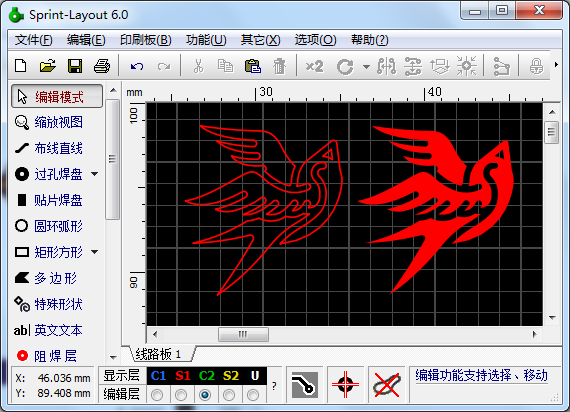 Sprint-Layout 6.0
文件(F) 编辑(E) 印刷板(B) 功能(U) 其它(X) 选项(O) 帮助(?)
×2
mm 30 40
100
90
编辑模式
缩放视图
布线直线
过孔焊盘
贴片焊盘
圆环弧形
矩形方形
多边形
特殊形状
ab| 英文文本
阻焊层
线路板 1
X: 46.036 mm
Y: 89.408 mm
显示层 C1 S1 C2 S2 U
编辑层
?
编辑功能支持选择、移动